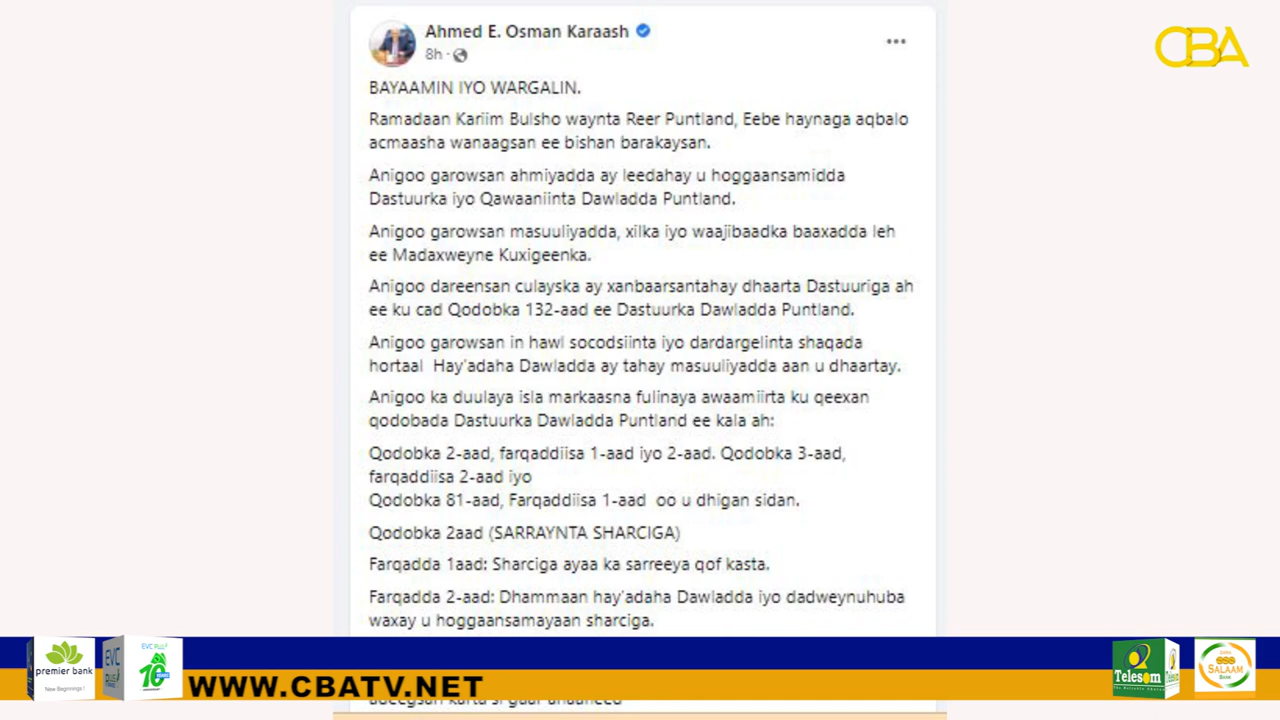 Ahmed E. Osman Karaash
8h
CBA
BAYAAMIN IYO WARGALIN.
Ramadaan Kariim Bulsho waynta Reer Puntland, Eebe haynaga aqbalo
acmaasha wanaagsan ee bishan barakaysan.
Anigoo garowsan ahmiyadda ay leedahay u hoggaansamidda
Dastuurka iyo Qawaaniinta Dawladda Puntland.
Anigoo garowsan masuuliyadda, xilka iyo waajibaadka baaxadda leh
ee Madaxweyne Kuxigeenka.
Anigoo dareensan culayska ay xanbaarsantahay dhaarta Dastuuriga ah
ee ku cad Qodobka 132-aad ee Dastuurka Dawladda Puntland.
Anigoo garowsan in hawl socodsiinta iyo dardargelinta shaqada
hortaal Hay'adaha Dawladda ay tahay masuuliyadda aan u dhaartay.
Anigoo ka duulaya isla markaasna fulinaya awaamiirta ku qeexan
qodobada Dastuurka Dawladda Puntland ee kala ah:
Qodobka 2-aad, farqaddiisa 1-aad iyo 2-aad. Qodobka 3-aad,
farqaddiisa 2-aad iyo
Qodobka 81-aad, Farqaddiisa 1-aad oo u dhigan sidan.
Qodobka 2aad (SARRAYNTA SHARCIGA)
Farqadda 1aad: Sharciga ayaa ka sarreeya qof kasta.
Farqadda 2-aad: Dhammaan hay'adaha Dawladda iyo dadweynuhuba
waxay u hoggaansamayaan sharciga.
premier bank
New Beginnings !
EVC PLUS
EVC PLUS
10 YEARS
WWW.CBATV.NET
Telesom
SALAAM
BANK